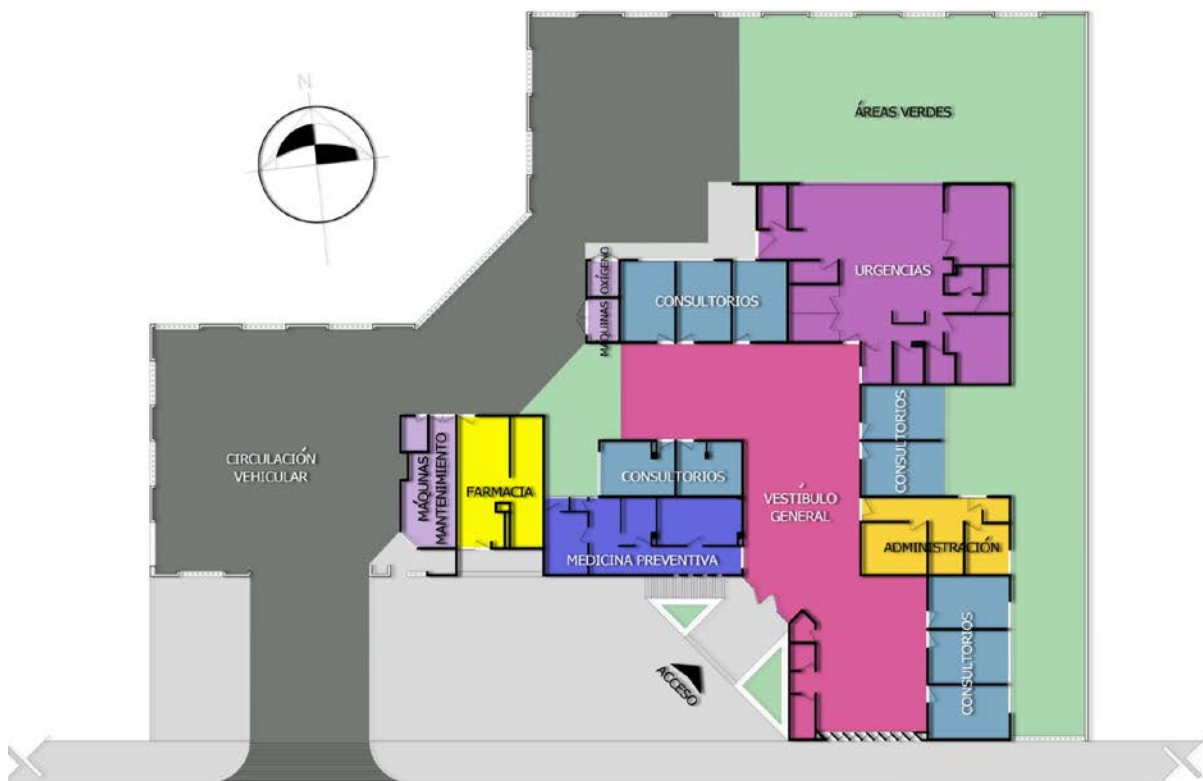 N
ÁREAS VERDES
URGENCIAS
OXÍGENO
CONSULTORIOS
MÁQUINAS
CONSULTORIOS
CIRCULACIÓN
VEHICULAR
MÁQUNAS
MANTENIMIENTO
FARMACIA
CONSULTORIOS
VESTÍBULO
GENERAL
ADMINISTRACIÓN
MEDICINA PREVENTIVA
CONSULTORIOS
ACCESO